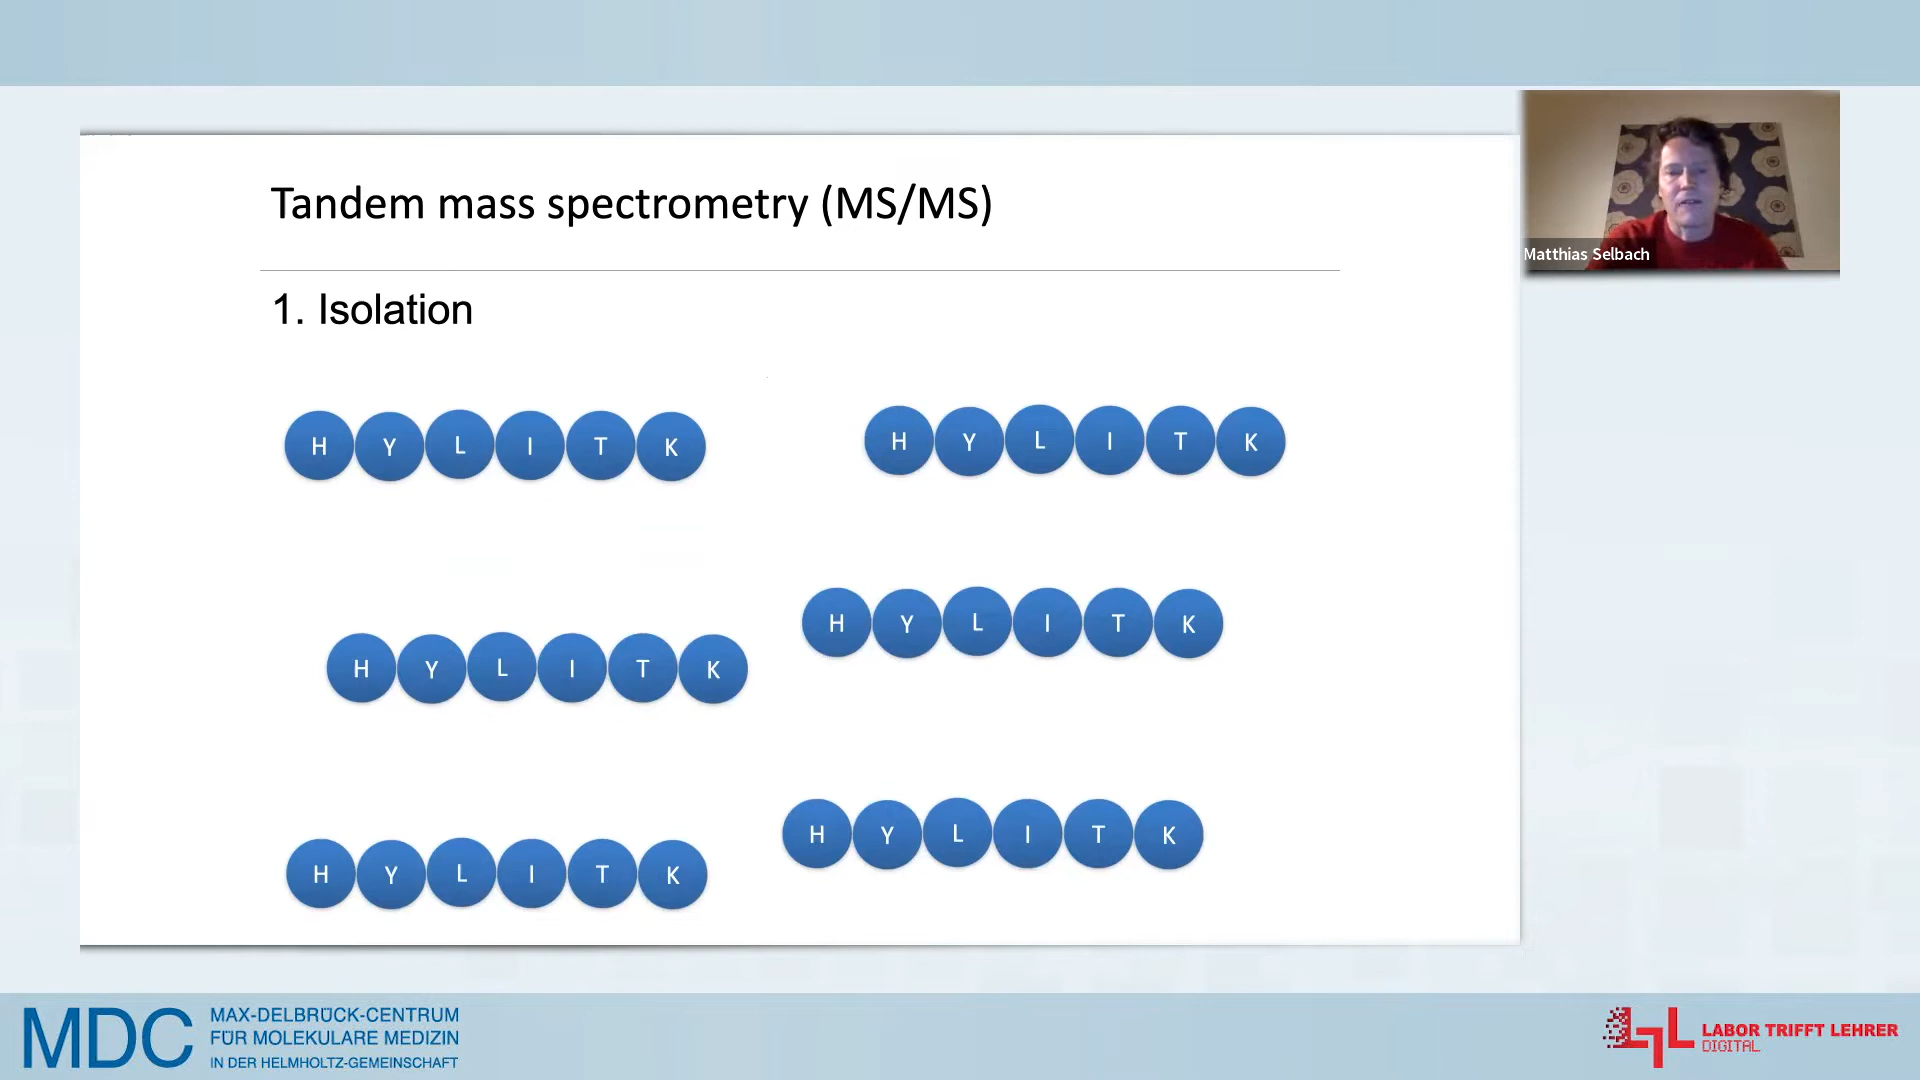 Tandem mass spectrometry (MS/MS)
Matthias Selbach
1. Isolation
H Y L I T K
H Y L I T K
H Y L I T K
H Y L I T K
H Y L I T K
H Y L I T K
MDC
MAX-DELBRÜCK-CENTRUM
FÜR MOLEKULARE MEDIZIN
IN DER HELMHOLTZ-GEMEINSCHAFT
LTL
LABOR TRIFFT LEHRER
DIGITAL